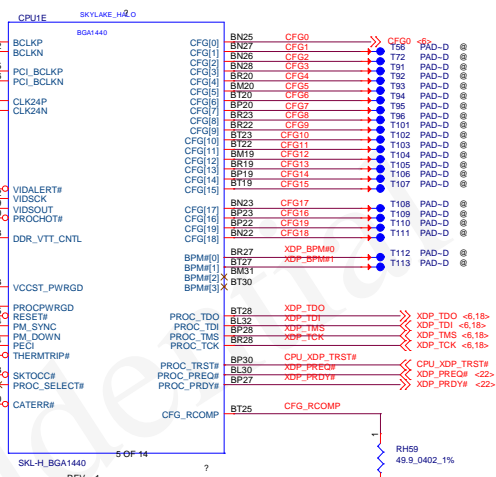 CPU1E SKYLAKE_HALO ?
BGA1440
BCLKP CFG[0] BN25 CFG0 CFG0 <6>
BCLKN CFG[1] BN27 CFG1 T56 PAD~D @
CFG[2] BN26 CFG2 T72 PAD~D @
PCI_BCLKP CFG[3] BN28 CFG3 T91 PAD~D @
PCI_BCLKN CFG[4] BR20 CFG4 T92 PAD~D @
CFG[5] BM20 CFG5 T93 PAD~D @
CLK24P CFG[6] BT20 CFG6 T94 PAD~D @
CLK24N CFG[7] BP20 CFG7 T95 PAD~D @
CFG[8] BR23 CFG8 T96 PAD~D @
CFG[9] BR22 CFG9 T101 PAD~D @
CFG[10] BT23 CFG10 T102 PAD~D @
CFG[11] BT22 CFG11 T103 PAD~D @
CFG[12] BM19 CFG12 T104 PAD~D @
CFG[13] BR19 CFG13 T105 PAD~D @
CFG[14] BP19 CFG14 T106 PAD~D @
VIDALERT# CFG[15] BT19 CFG15 T107 PAD~D @
VIDSCK
VIDSOUT CFG[17] BN23 CFG17 T108 PAD~D @
PROCHOT# CFG[16] BP23 CFG16 T109 PAD~D @
CFG[19] BP22 CFG19 T110 PAD~D @
DDR_VTT_CNTL CFG[18] BN22 CFG18 T111 PAD~D @
BPM#[0] BR27 XDP_BPM#0 T112 PAD~D @
BPM#[1] BT27 XDP_BPM#1 T113 PAD~D @
BPM#[2] BM31
VCCST_PWRGD BPM#[3] BT30
PROCPWRGD
RESET# PROC_TDO BT28 XDP_TDO XDP_TDO <6,18>
PM_SYNC PROC_TDI BL32 XDP_TDI XDP_TDI <6,18>
PM_DOWN PROC_TMS BP28 XDP_TMS XDP_TMS <6,18>
PECI PROC_TCK BR28 XDP_TCK XDP_TCK <6,18>
THERMTRIP#
PROC_TRST# BP30 CPU_XDP_TRST# CPU_XDP_TRST#
SKTOCC# PROC_PREQ# BL30 XDP_PREQ# XDP_PREQ# <22>
PROC_SELECT# PROC_PRDY# BP27 XDP_PRDY# XDP_PRDY# <22>
CATERR#
CFG_RCOMP BT25 CFG_RCOMP
1
5 OF 14 RH59
SKL-H_BGA1440 ? 49.9_0402_1%